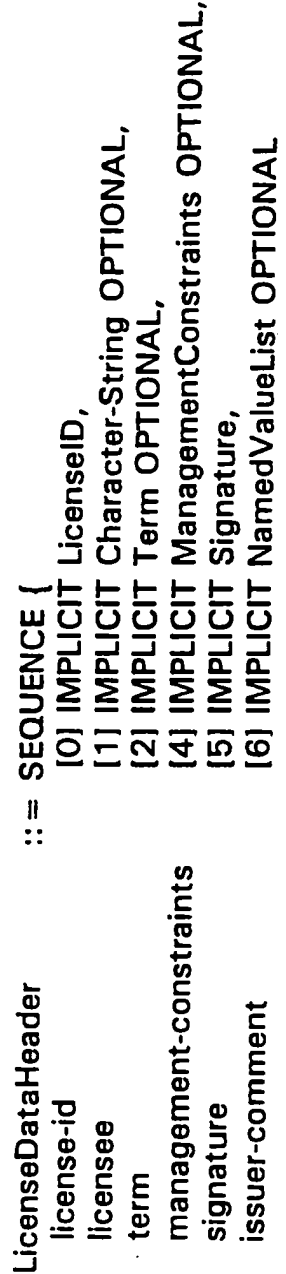 LicenseDataHeader ::= SEQUENCE {
license-id [0] IMPLICIT LicenseID,
licensee [1] IMPLICIT Character-String OPTIONAL,
term [2] IMPLICIT Term OPTIONAL,
management-constraints [4] IMPLICIT ManagementConstraints OPTIONAL,
signature [5] IMPLICIT Signature,
issuer-comment [6] IMPLICIT NamedValueList OPTIONAL